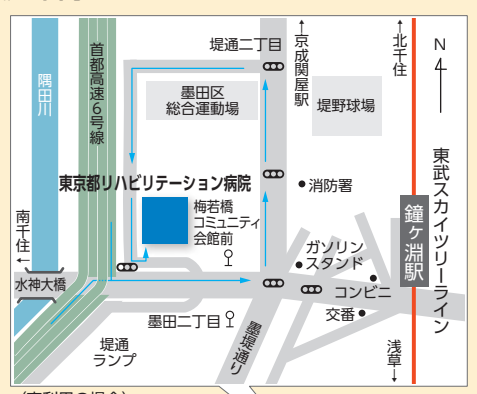 堤通二丁目
↑京成関屋駅
↑北千住
N
首都高速6号線
隅田川
墨田区
総合運動場
堤野球場
東武スカイツリーライン
東京都リハビリテーション病院
消防署
梅若橋
コミュニティ
会館前
鐘ヶ淵駅
南千住↓
ガソリン
スタンド
水神大橋
コンビニ
墨田二丁目
交番
堤通
ランプ
墨堤通り
浅草↓